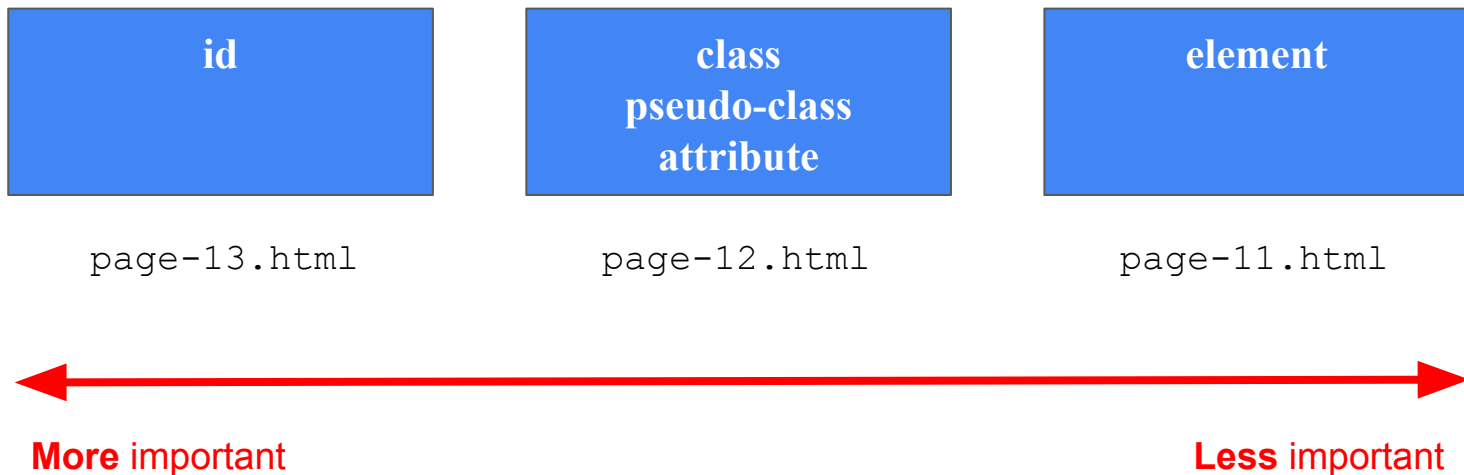 id
class
pseudo-class
attribute
element
page-13.html
page-12.html
page-11.html
More important
Less important